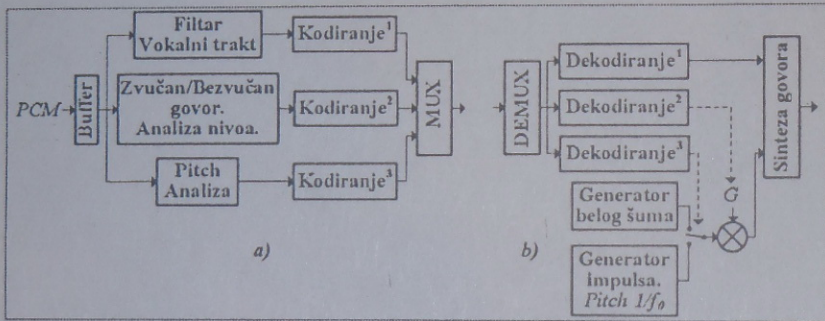 PCM
Buffer
Filtar
Vokalni trakt
Kodiranje¹
Zvučan/Bezvučan
govor.
Analiza nivoa.
Kodiranje²
Pitch
Analiza
Kodiranje³
MUX
a)
DEMUX
Dekodiranje¹
Dekodiranje²
Dekodiranje³
Generator
belog šuma
Generator
impulsa.
Pitch 1/f₀
G
Sinteza govora
b)